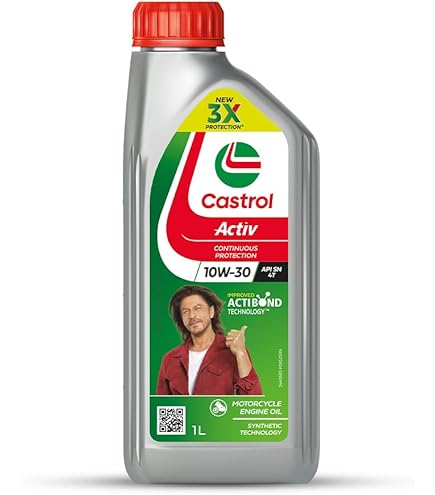 NEW
3X
PROTECTION*
Castrol
Activ
CONTINUOUS
PROTECTION
10W-30
API SN
4T
IMPROVED
ACTIBOND
TECHNOLOGY™
MOTORCYCLE
ENGINE OIL
1L
SYNTHETIC
TECHNOLOGY